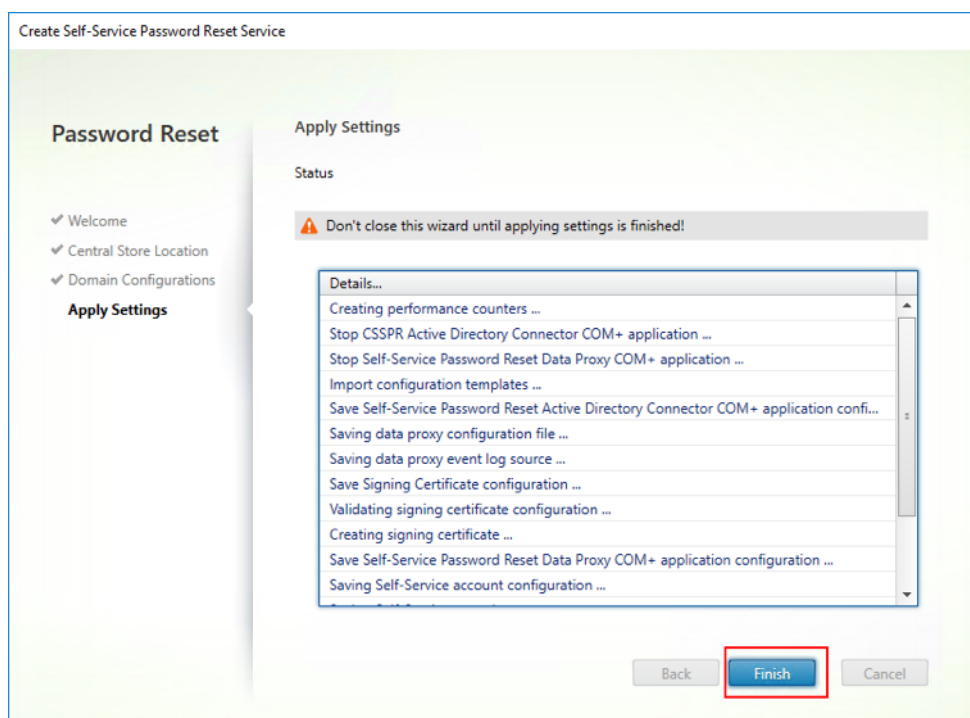 Create Self-Service Password Reset Service
Password Reset
Welcome
Central Store Location
Domain Configurations
Apply Settings
Apply Settings
Status
Don't close this wizard until applying settings is finished!
Details...
Creating performance counters ...
Stop CSSPR Active Directory Connector COM+ application ...
Stop Self-Service Password Reset Data Proxy COM+ application ...
Import configuration templates ...
Save Self-Service Password Reset Active Directory Connector COM+ application confi...
Saving data proxy configuration file ...
Saving data proxy event log source ...
Save Signing Certificate configuration ...
Validating signing certificate configuration ...
Creating signing certificate ...
Save Self-Service Password Reset Data Proxy COM+ application configuration ...
Saving Self-Service account configuration ...
Back
Finish
Cancel